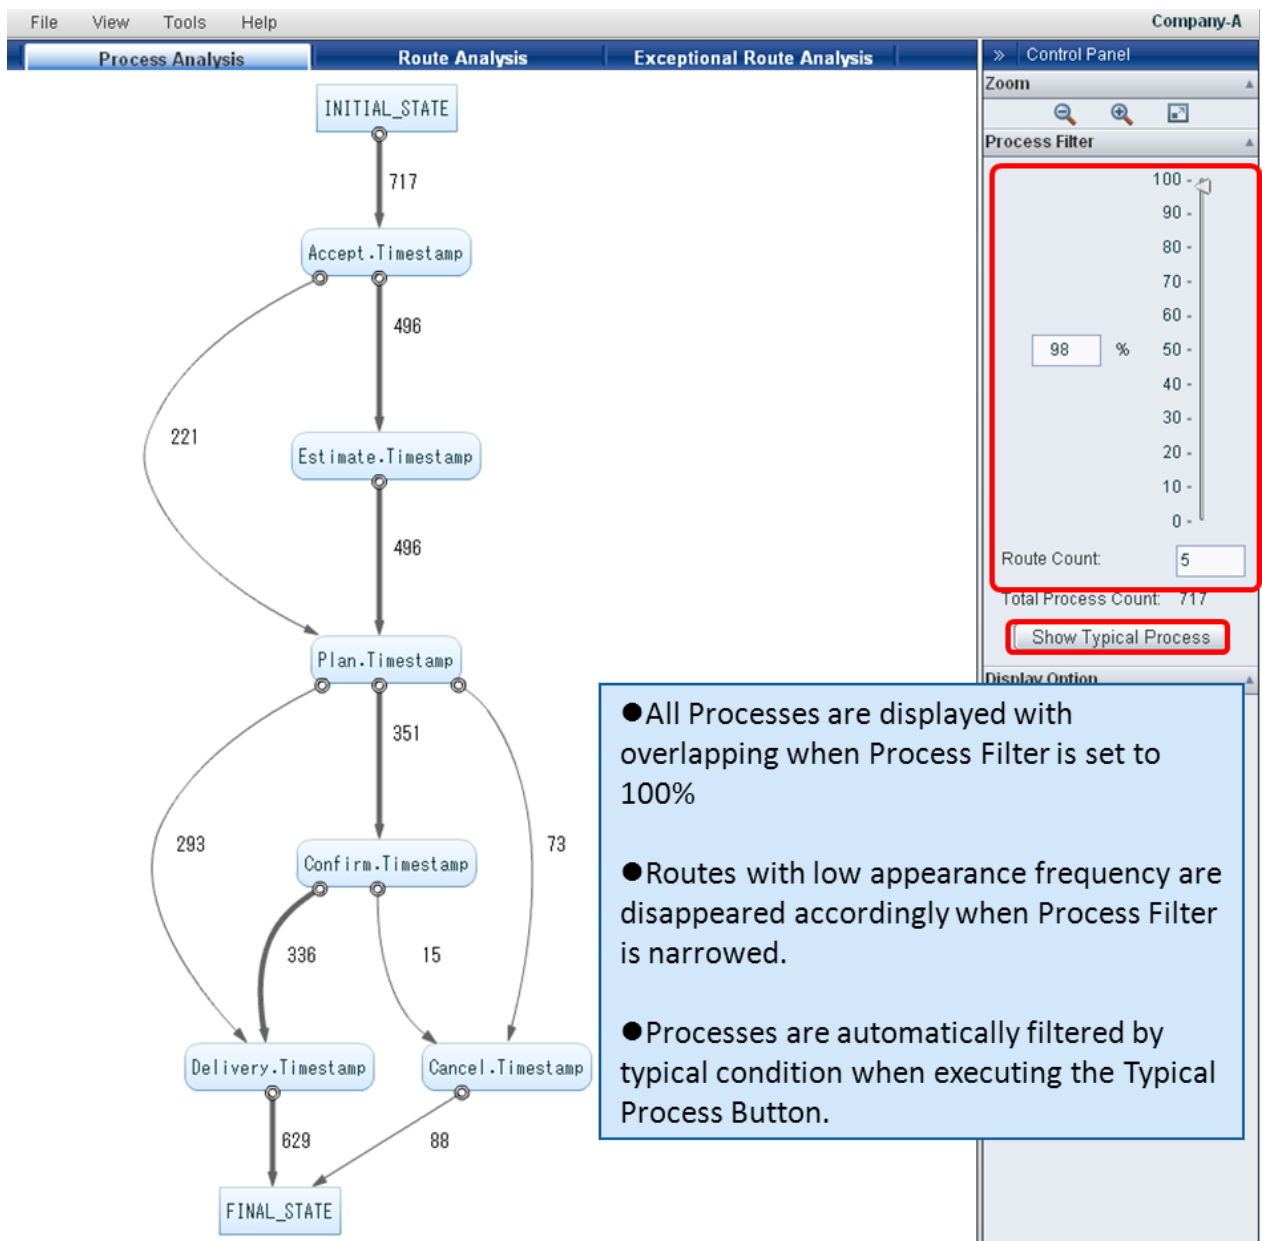 File View Tools Help Company-A
Process Analysis Route Analysis Exceptional Route Analysis
» Control Panel
Zoom
Process Filter
100 -
90 -
80 -
70 -
60 -
98 % 50 -
40 -
30 -
20 -
10 -
0 -
Route Count: 5
Total Process Count: 717
Show Typical Process
Display Option
INITIAL_STATE
717
Accept.Timestamp
496
221
Estimate.Timestamp
496
Plan.Timestamp
351
293
73
Confirm.Timestamp
336
15
Delivery.Timestamp
Cancel.Timestamp
629
88
FINAL_STATE
●All Processes are displayed with
overlapping when Process Filter is set to
100%
●Routes with low appearance frequency are
disappeared accordingly when Process Filter
is narrowed.
●Processes are automatically filtered by
typical condition when executing the Typical
Process Button.